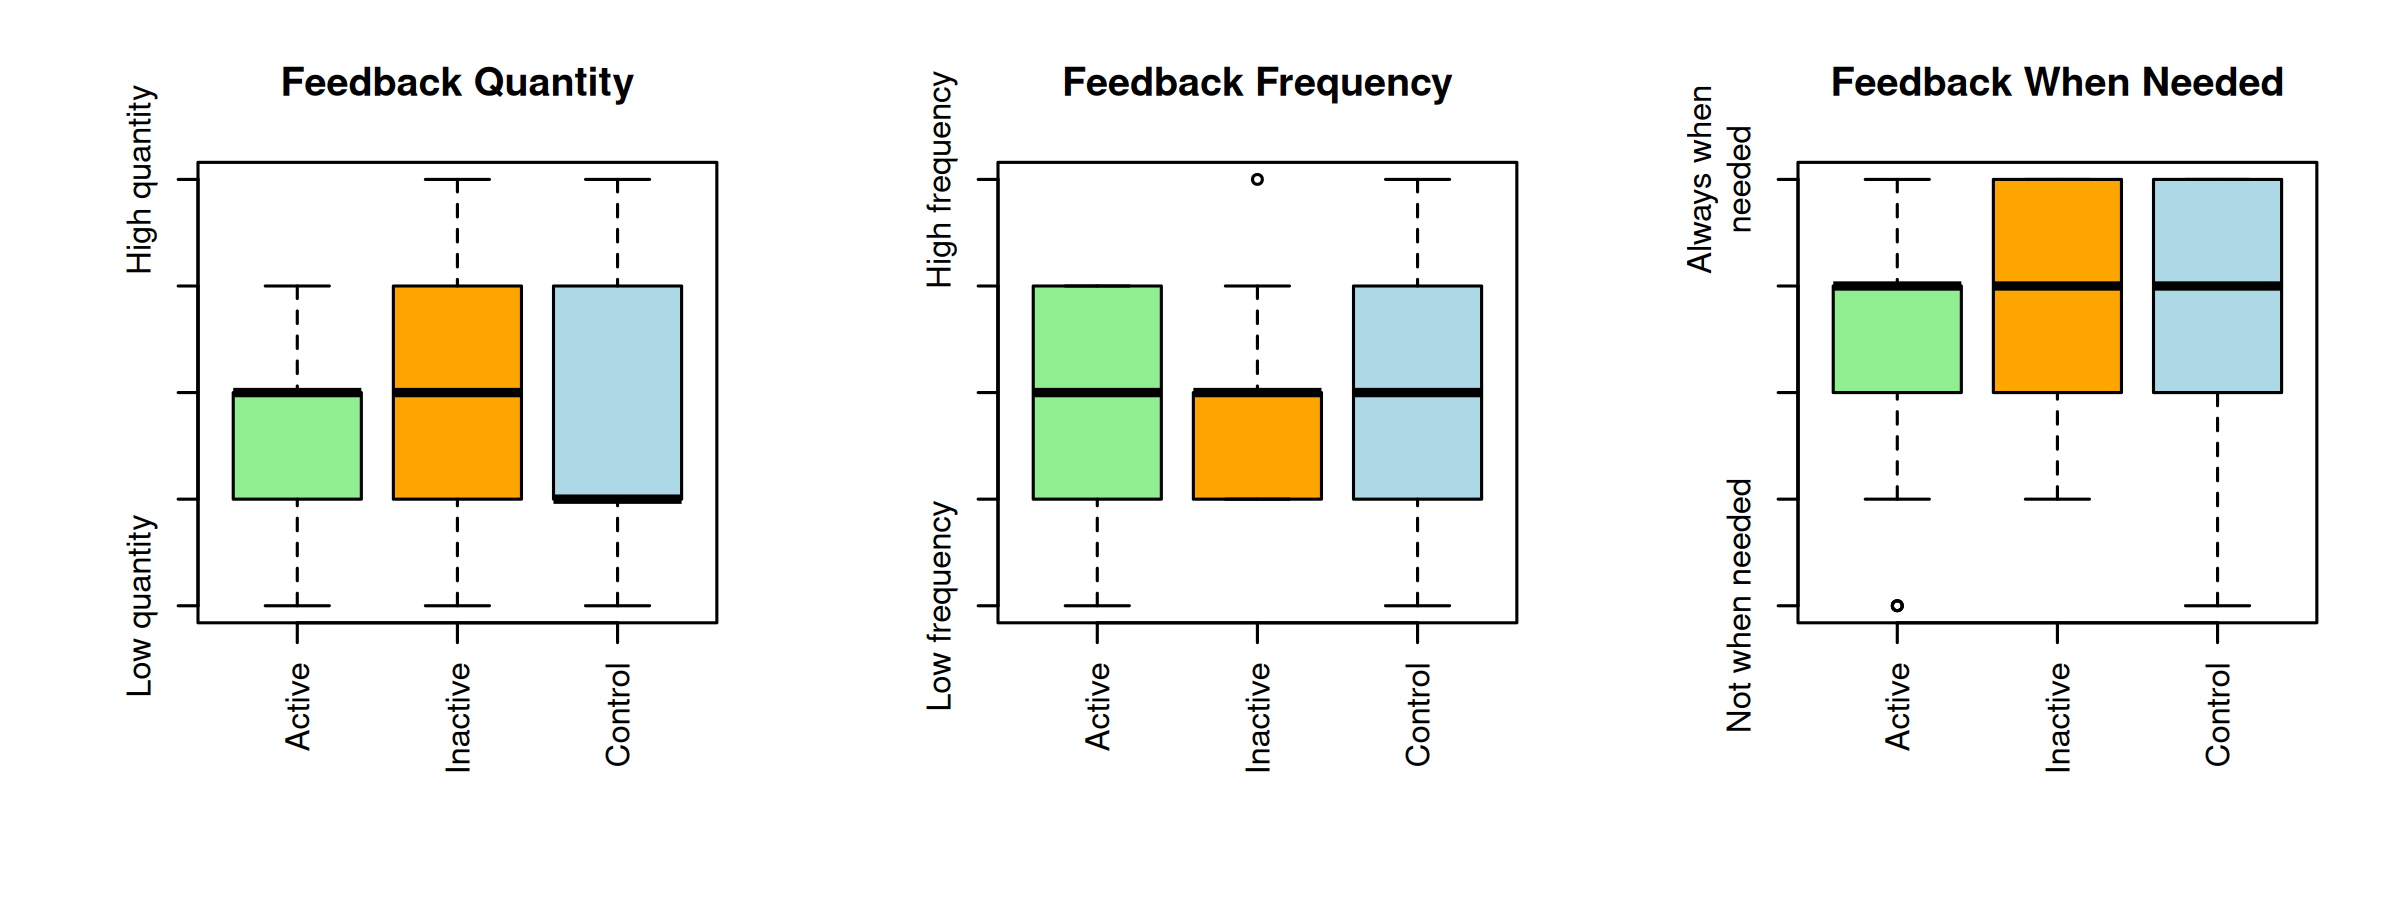 Feedback Quantity
High quantity
Low quantity
Active
Inactive
Control
Feedback Frequency
High frequency
Low frequency
Active
Inactive
Control
Feedback When Needed
Always when
needed
Not when needed
Active
Inactive
Control